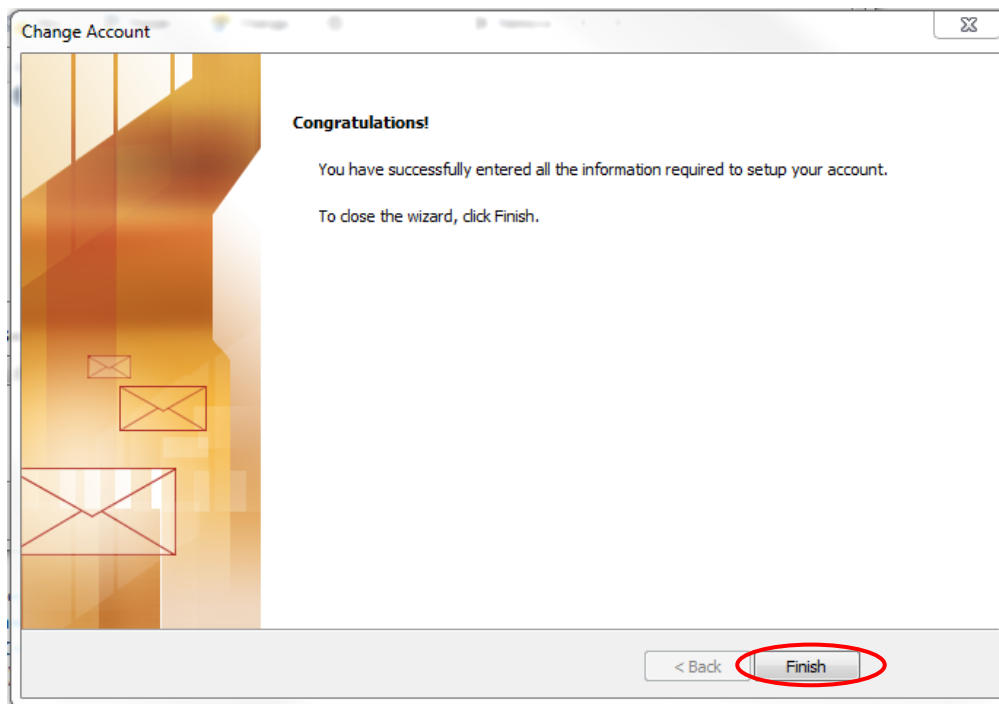 Change Account
Congratulations!
You have successfully entered all the information required to setup your account.
To close the wizard, click Finish.
< Back
Finish